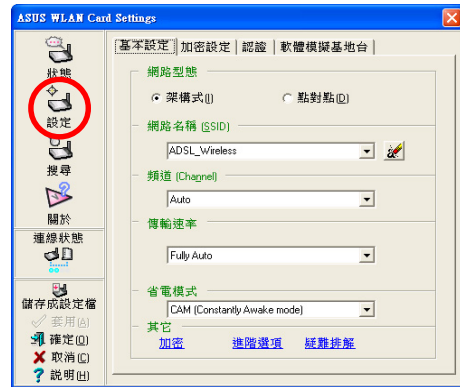 ASUS WLAN Card Settings
狀態
設定
搜尋
關於
連線狀態
儲存成設定檔
套用(A)
確定(O)
取消(C)
說明(H)
基本設定 加密設定 認證 軟體模擬基地台
網路型態
架構式(I) 點對點(D)
網路名稱 (SSID)
ADSL_Wireless
頻道 (Channel)
Auto
傳輸速率
Fully Auto
省電模式
CAM (Constantly Awake mode)
其它
加密 進階選項 疑難排解